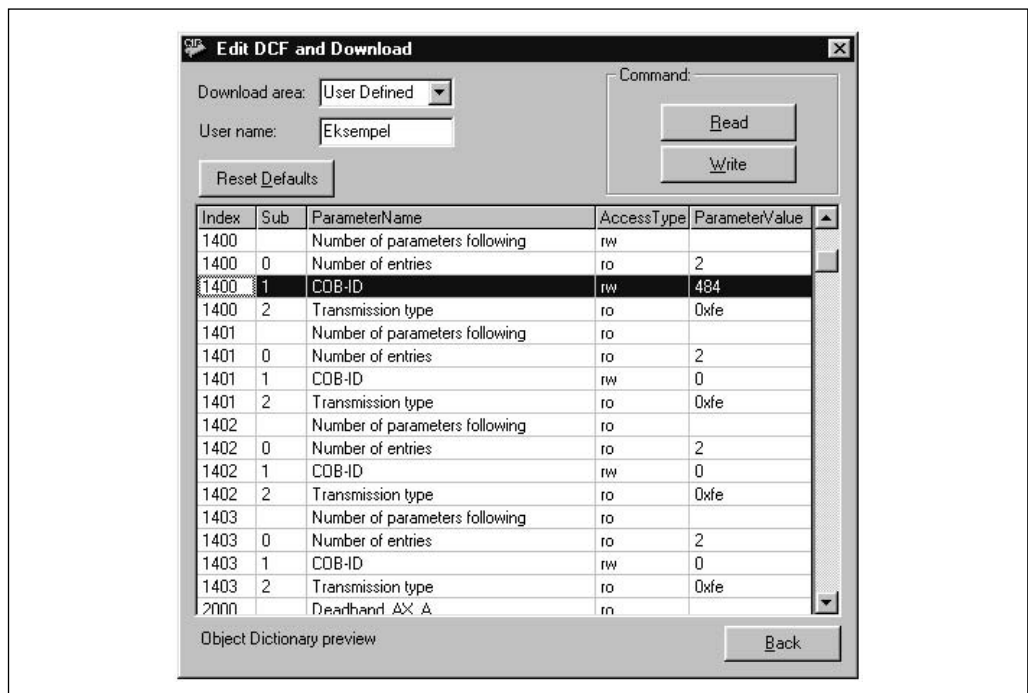 CIP
Edit DCF and Download
Command:
Download area: User Defined
Read
User name: Eksempel
Write
Reset Defaults
Index Sub ParameterName AccessType ParameterValue
1400 Number of parameters following rw
1400 0 Number of entries ro 2
1400 1 COB-ID rw 484
1400 2 Transmission type ro 0xfe
1401 Number of parameters following ro
1401 0 Number of entries ro 2
1401 1 COB-ID rw 0
1401 2 Transmission type ro 0xfe
1402 Number of parameters following ro
1402 0 Number of entries ro 2
1402 1 COB-ID rw 0
1402 2 Transmission type ro 0xfe
1403 Number of parameters following ro
1403 0 Number of entries ro 2
1403 1 COB-ID rw 0
1403 2 Transmission type ro 0xfe
2000 Deadband AX A ro
Object Dictionary preview
Back